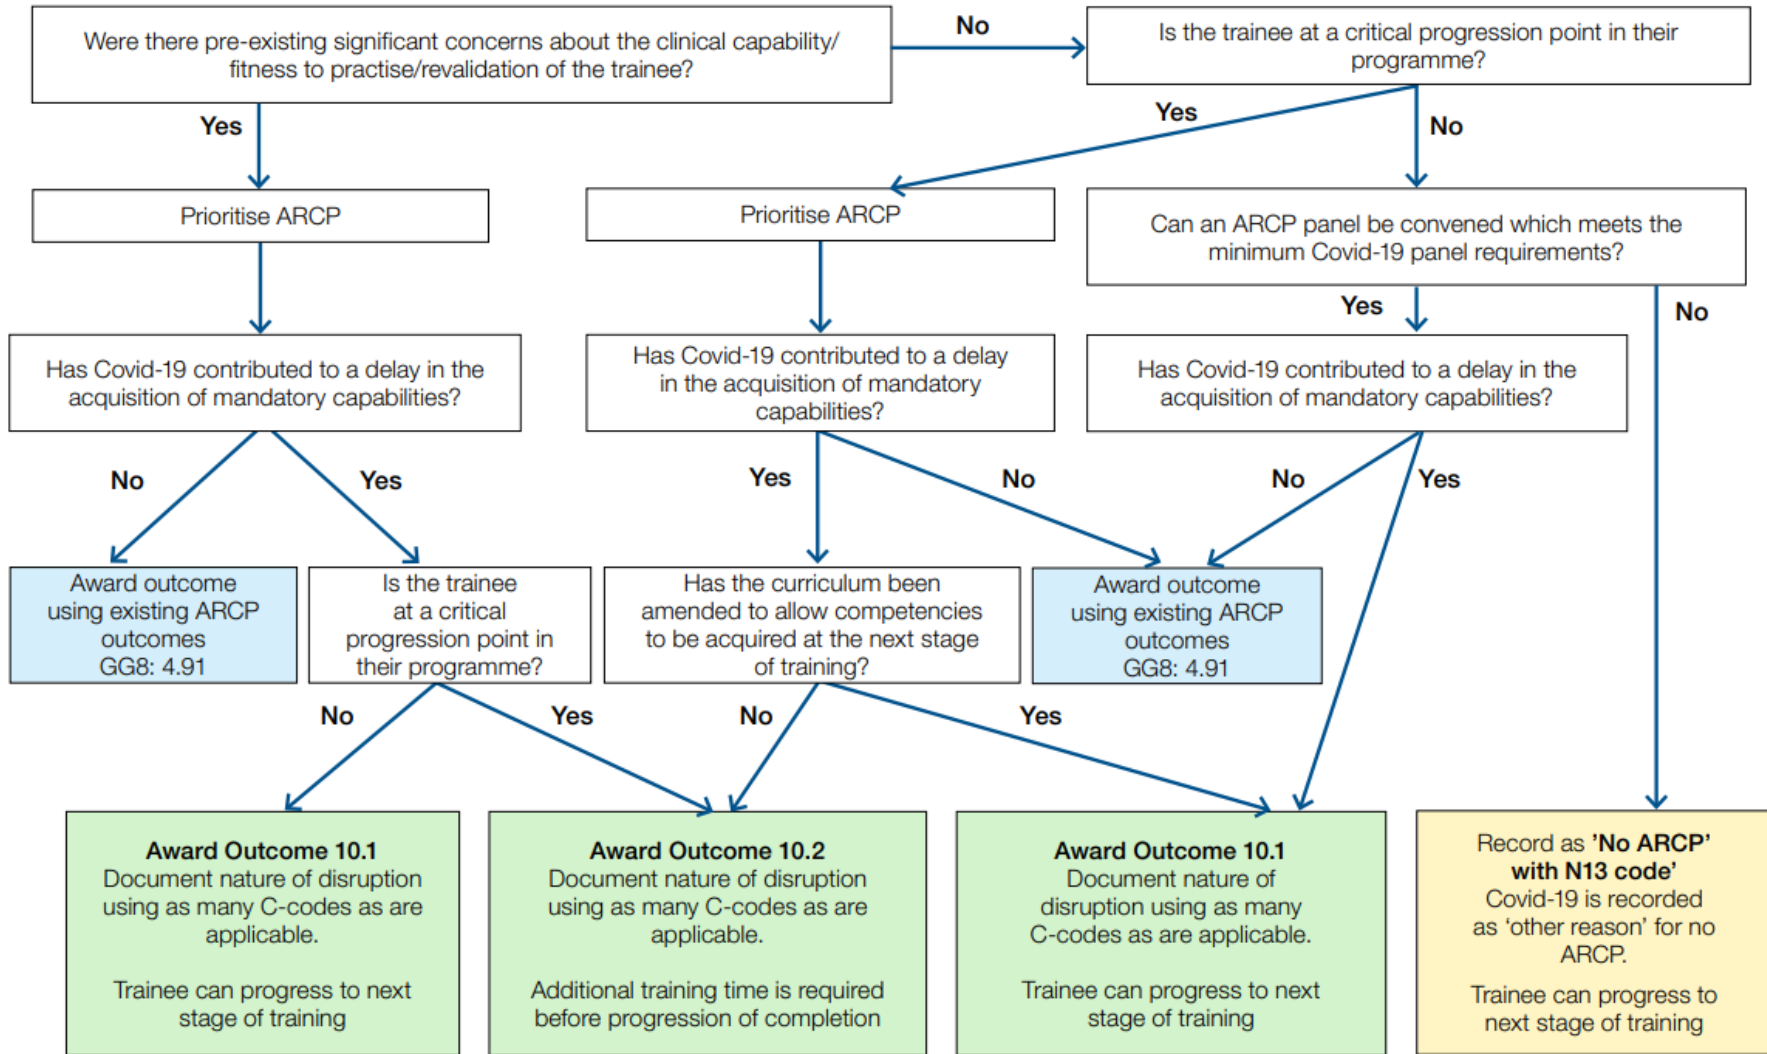 Were there pre-existing significant concerns about the clinical capability/
fitness to practise/revalidation of the trainee?
No
Is the trainee at a critical progression point in their
programme?
Yes
Yes
No
Prioritise ARCP
Prioritise ARCP
Can an ARCP panel be convened which meets the
minimum Covid-19 panel requirements?
Yes
No
Has Covid-19 contributed to a delay in the
acquisition of mandatory capabilities?
Has Covid-19 contributed to a delay
in the acquisition of mandatory
capabilities?
Has Covid-19 contributed to a delay in the
acquisition of mandatory capabilities?
No
Yes
Yes
No
No
Yes
Award outcome
using existing ARCP
outcomes
GG8: 4.91
Is the trainee
at a critical
progression point in
their programme?
Has the curriculum been
amended to allow competencies
to be acquired at the next stage
of training?
Award outcome
using existing ARCP
outcomes
GG8: 4.91
No
Yes
No
Yes
Award Outcome 10.1
Document nature of disruption
using as many C-codes as are
applicable.
Trainee can progress to next
stage of training
Award Outcome 10.2
Document nature of disruption
using as many C-codes as are
applicable.
Additional training time is required
before progression of completion
Award Outcome 10.1
Document nature of
disruption using as many
C-codes as are applicable.
Trainee can progress to next
stage of training
Record as ’No ARCP’
with N13 code’
Covid-19 is recorded
as ‘other reason’ for no
ARCP.
Trainee can progress to
next stage of training